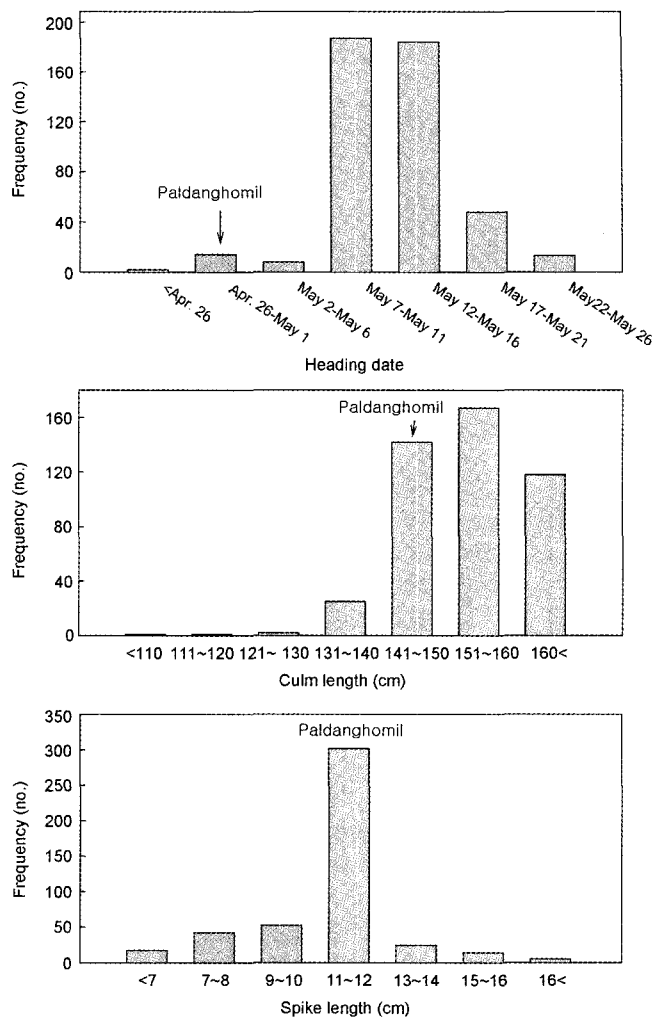 200
160
120
80
40
0
Frequency (no.)
Paldanghomil
<Apr. 26
Apr. 26-May 1
May 2-May 6
May 7-May 11
May 12-May 16
May 17-May 21
May22-May 26
Heading date
160
120
80
40
0
Frequency (no.)
Paldanghomil
<110 111~120 121~ 130 131~140 141~150 151~160 160<
Culm length (cm)
350
300
250
200
150
100
50
0
Frequency (no.)
Paldanghomil
<7 7~8 9~10 11~12 13~14 15~16 16<
Spike length (cm)